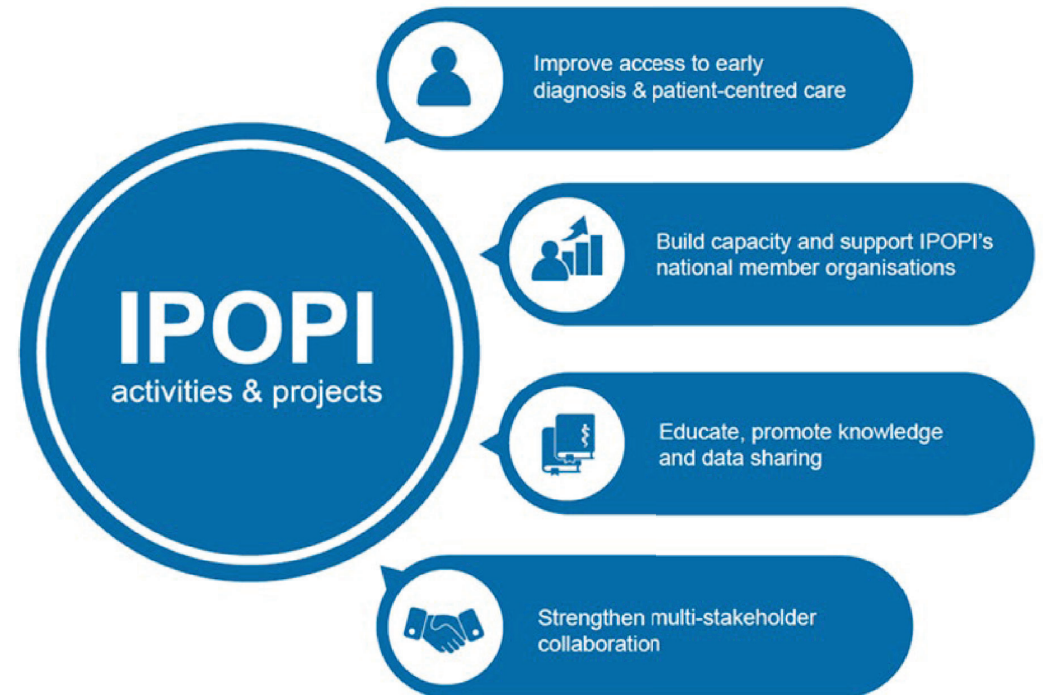 IPOPI
activities & projects
Improve access to early
diagnosis & patient-centred care
Build capacity and support IPOPI's
national member organisations
Educate, promote knowledge
and data sharing
Strengthen multi-stakeholder
collaboration